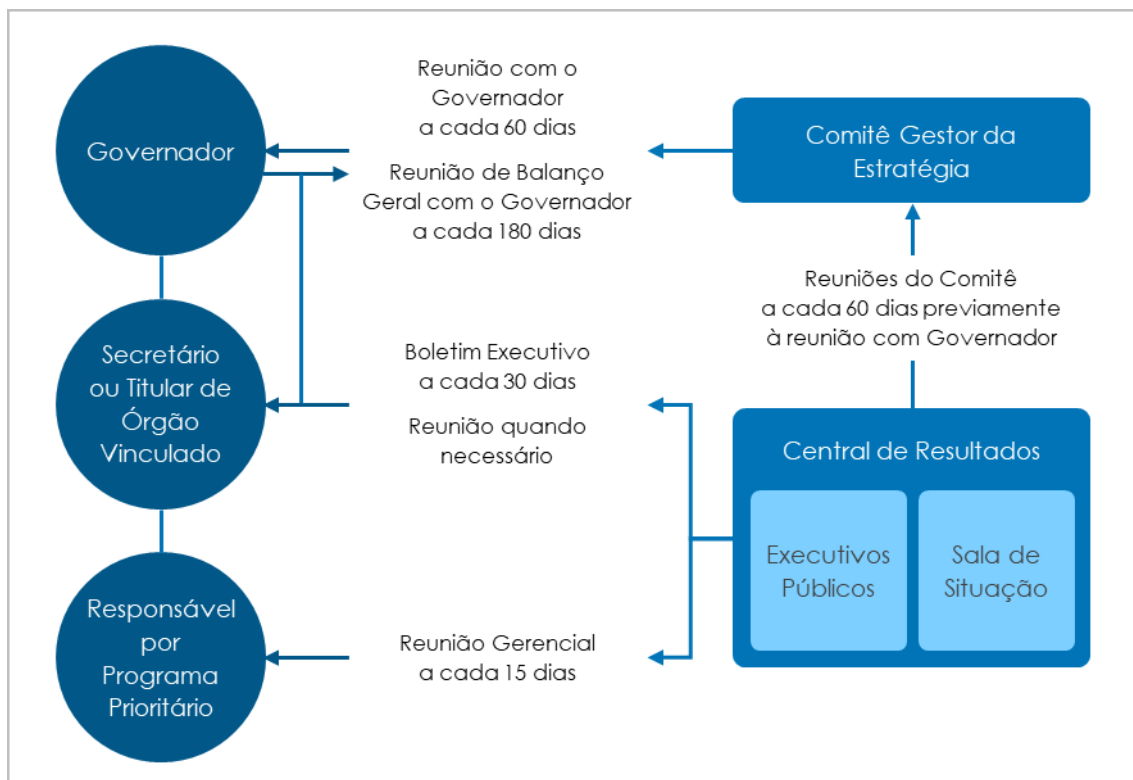 Governador
Reunião com o
Governador
a cada 60 dias
Reunião de Balanço
Geral com o Governador
a cada 180 dias
Comitê Gestor da
Estratégia
Reuniões do Comitê
a cada 60 dias previamente
à reunião com Governador
Secretário
ou Titular de
Órgão
Vinculado
Boletim Executivo
a cada 30 dias
Reunião quando
necessário
Central de Resultados
Executivos
Públicos
Sala de
Situação
Responsável
por
Programa
Prioritário
Reunião Gerencial
a cada 15 dias